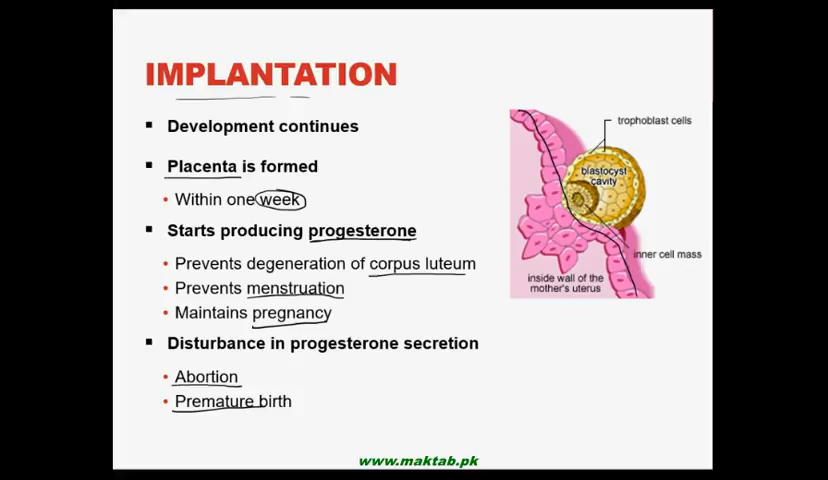 IMPLANTATION
Development continues
Placenta is formed
Within one week
Starts producing progesterone
Prevents degeneration of corpus luteum
Prevents menstruation
Maintains pregnancy
Disturbance in progesterone secretion
Abortion
Premature birth
trophoblast cells
blastocyst
cavity
inner cell mass
inside wall of the
mother's uterus
www.maktab.pk